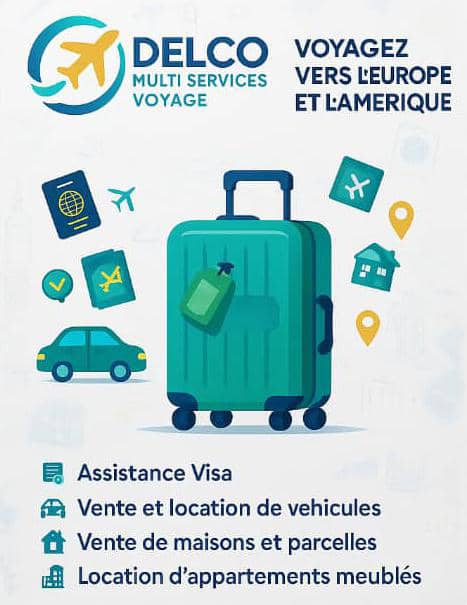 DELCO
MULTI SERVICES
VOYAGE
VOYAGEZ
VERS L'EUROPE
ET L'AMERIQUE
Assistance Visa
Vente et location de vehicules
Vente de maisons et parcelles
Location d'appartements meublés